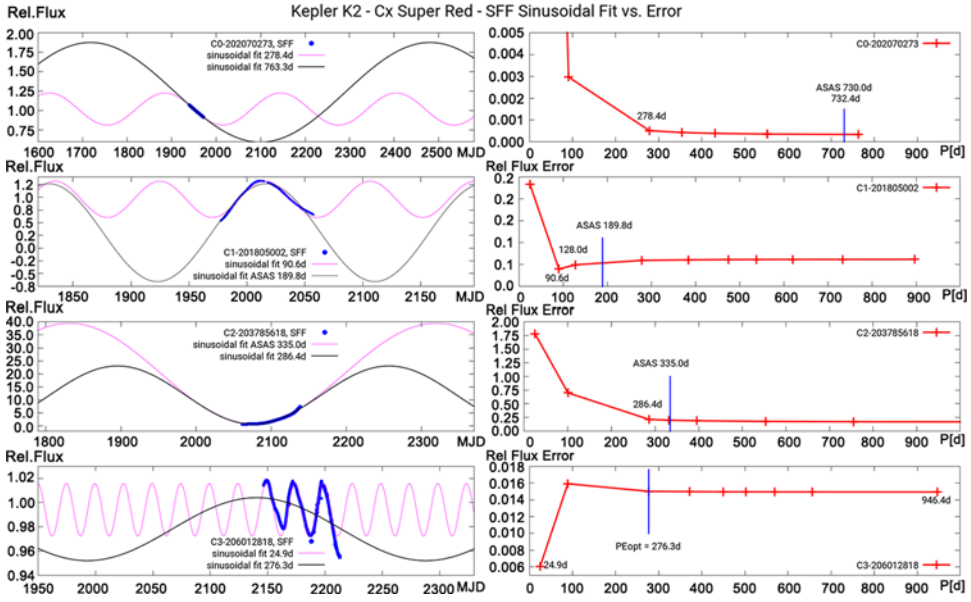 Kepler K2 - Cx Super Red - SFF Sinusoidal Fit vs. Error
Rel.Flux
2.00
1.75
1.50
1.25
1.00
0.75
C0-202070273, SFF
sinusoidal fit 278.4d
sinusoidal fit 763.3d
1600 1700 1800 1900 2000 2100 2200 2300 2400 2500 MJD
0.005
0.004
0.003
0.002
0.001
0.000
C0-202070273
278.4d
ASAS 730.0d
732.4d
0 100 200 300 400 500 600 700 800 900 P[d]
Rel.Flux
1.2
1.0
0.8
0.5
0.2
0.0
-0.2
-0.5
-0.8
C1-201805002, SFF
sinusoidal fit 90.6d
sinusoidal fit ASAS 189.8d
1850 1900 1950 2000 2050 2100 2150 MJD
Rel Flux Error
0.2
0.2
0.1
0.1
0.0
C1-201805002
ASAS 189.8d
128.0d
90.6d
0 100 200 300 400 500 600 700 800 900 P[d]
Rel.Flux
40.0
35.0
30.0
25.0
20.0
15.0
10.0
5.0
0.0
C2-203785618, SFF
sinusoidal fit ASAS 335.0d
sinusoidal fit 286.4d
1800 1900 2000 2100 2200 2300 MJD
Rel Flux Error
2.00
1.75
1.50
1.25
1.00
0.75
0.50
0.25
0.00
C2-203785618
ASAS 335.0d
286.4d
0 100 200 300 400 500 600 700 800 900 P[d]
Rel.Flux
1.02
1.00
0.98
0.96
0.94
C3-206012818, SFF
sinusoidal fit 24.9d
sinusoidal fit 276.3d
1950 2000 2050 2100 2150 2200 2250 2300 MJD
Rel Flux Error
0.018
0.016
0.014
0.012
0.010
0.008
0.006
946.4d
PEopt = 276.3d
24.9d
C3-206012818
0 100 200 300 400 500 600 700 800 900 P[d]